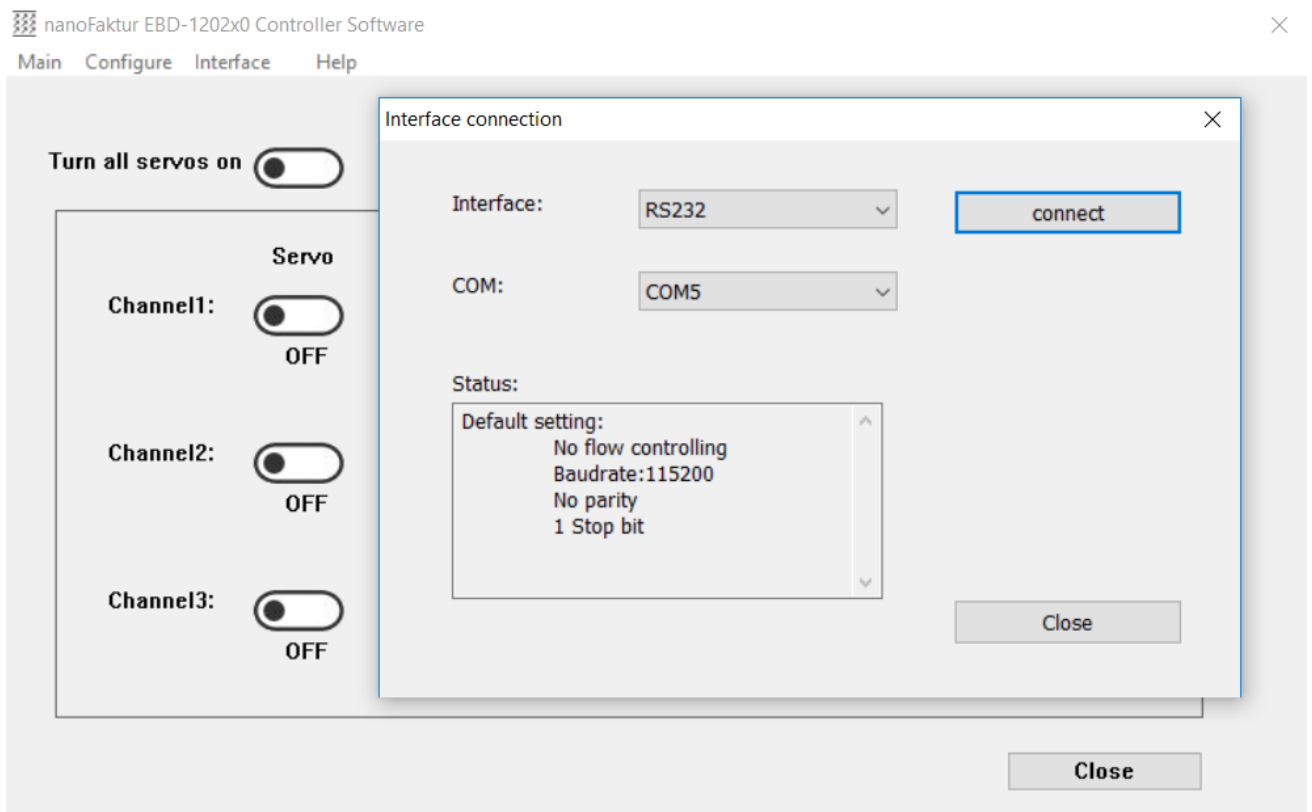 nanoFaktur EBD-1202x0 Controller Software
Main Configure Interface Help
Interface connection
Turn all servos on
Interface: RS232 connect
Servo
COM: COM5
Channel1:
OFF
Status:
Default setting:
No flow controlling
Baudrate:115200
No parity
1 Stop bit
Channel2:
OFF
Channel3:
OFF
Close
Close